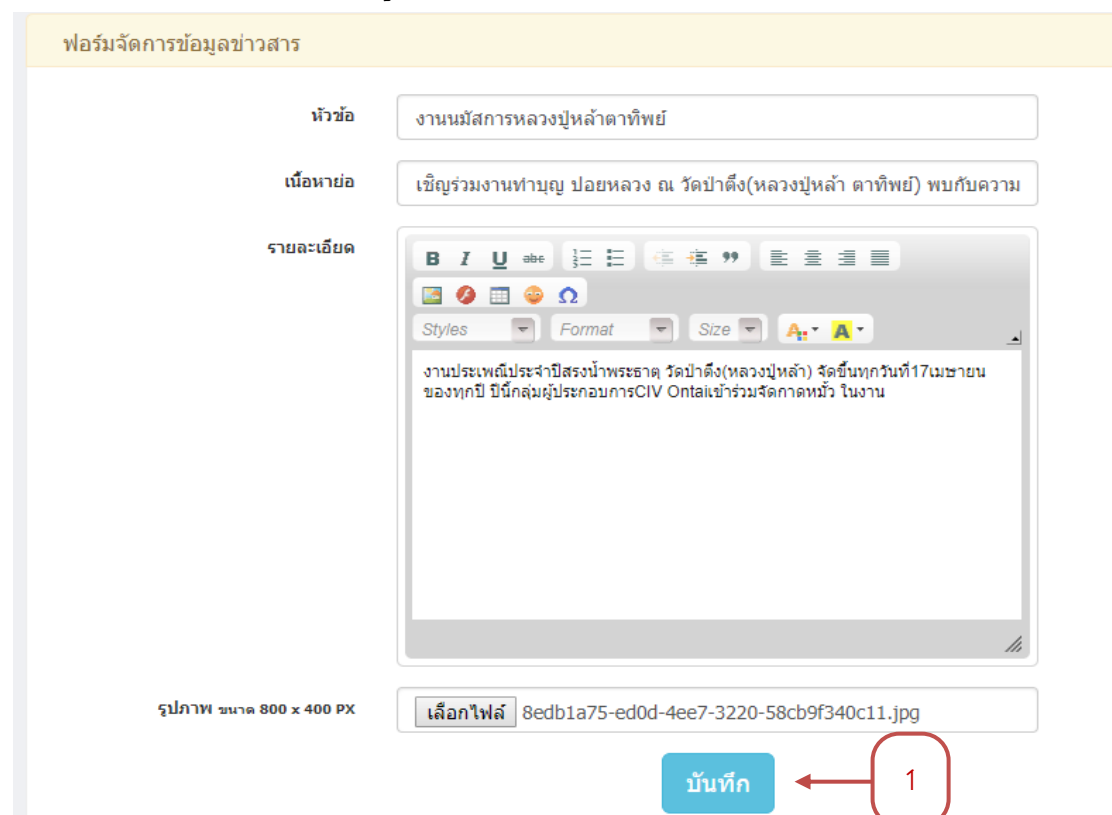 ฟอร์มจัดการข้อมูลข่าวสาร
หัวข้อ
งานนมัสการหลวงปู่หล้าตาทิพย์
เนื้อหาย่อ
เชิญร่วมงานทำบุญ ปอยหลวง ณ วัดป่าตึง(หลวงปู่หล้า ตาทิพย์) พบกับความ
รายละเอียด
B I U abc
Styles Format Size A A
งานประเพณีประจำปีสรงน้ำพระธาตุ วัดป่าตึง(หลวงปู่หล้า) จัดขึ้นทุกวันที่17เมษายน
ของทุกปี ปีนี้กลุ่มผู้ประกอบการCIV Ontaiเข้าร่วมจัดกาดหมั้ว ในงาน
รูปภาพ ขนาด 800 x 400 PX
เลือกไฟล์ 8edb1a75-ed0d-4ee7-3220-58cb9f340c11.jpg
บันทึก 1